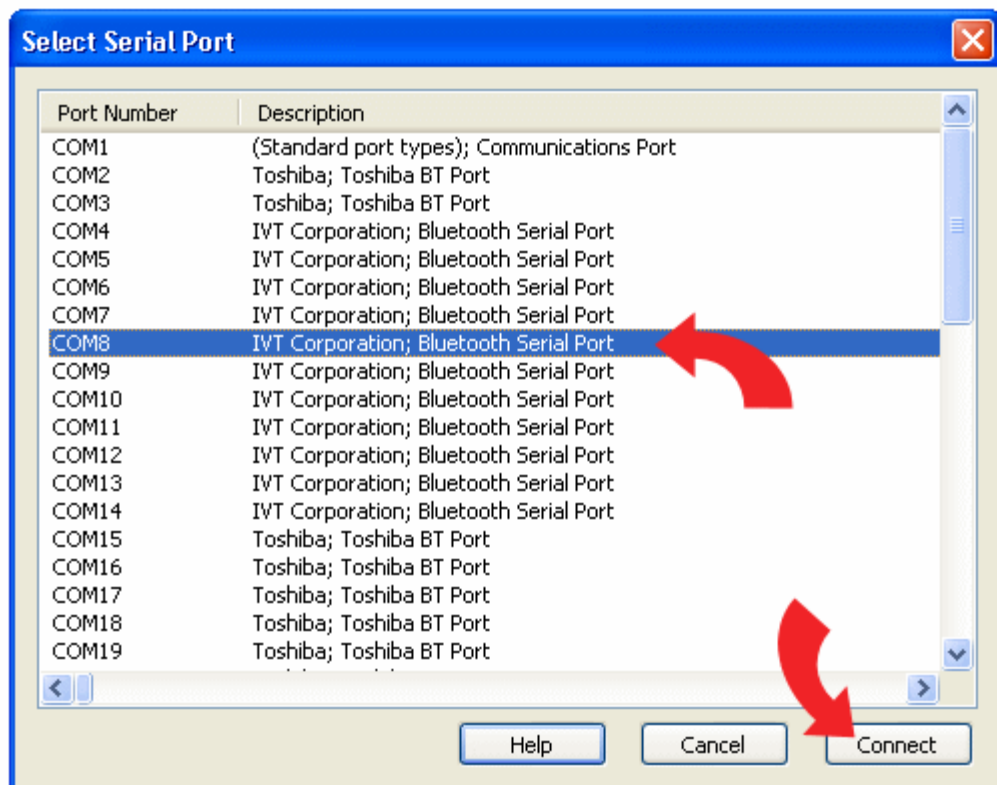 Select Serial Port
Port Number Description
COM1 (Standard port types); Communications Port
COM2 Toshiba; Toshiba BT Port
COM3 Toshiba; Toshiba BT Port
COM4 IVT Corporation; Bluetooth Serial Port
COM5 IVT Corporation; Bluetooth Serial Port
COM6 IVT Corporation; Bluetooth Serial Port
COM7 IVT Corporation; Bluetooth Serial Port
COM8 IVT Corporation; Bluetooth Serial Port
COM9 IVT Corporation; Bluetooth Serial Port
COM10 IVT Corporation; Bluetooth Serial Port
COM11 IVT Corporation; Bluetooth Serial Port
COM12 IVT Corporation; Bluetooth Serial Port
COM13 IVT Corporation; Bluetooth Serial Port
COM14 IVT Corporation; Bluetooth Serial Port
COM15 Toshiba; Toshiba BT Port
COM16 Toshiba; Toshiba BT Port
COM17 Toshiba; Toshiba BT Port
COM18 Toshiba; Toshiba BT Port
COM19 Toshiba; Toshiba BT Port
Help Cancel Connect